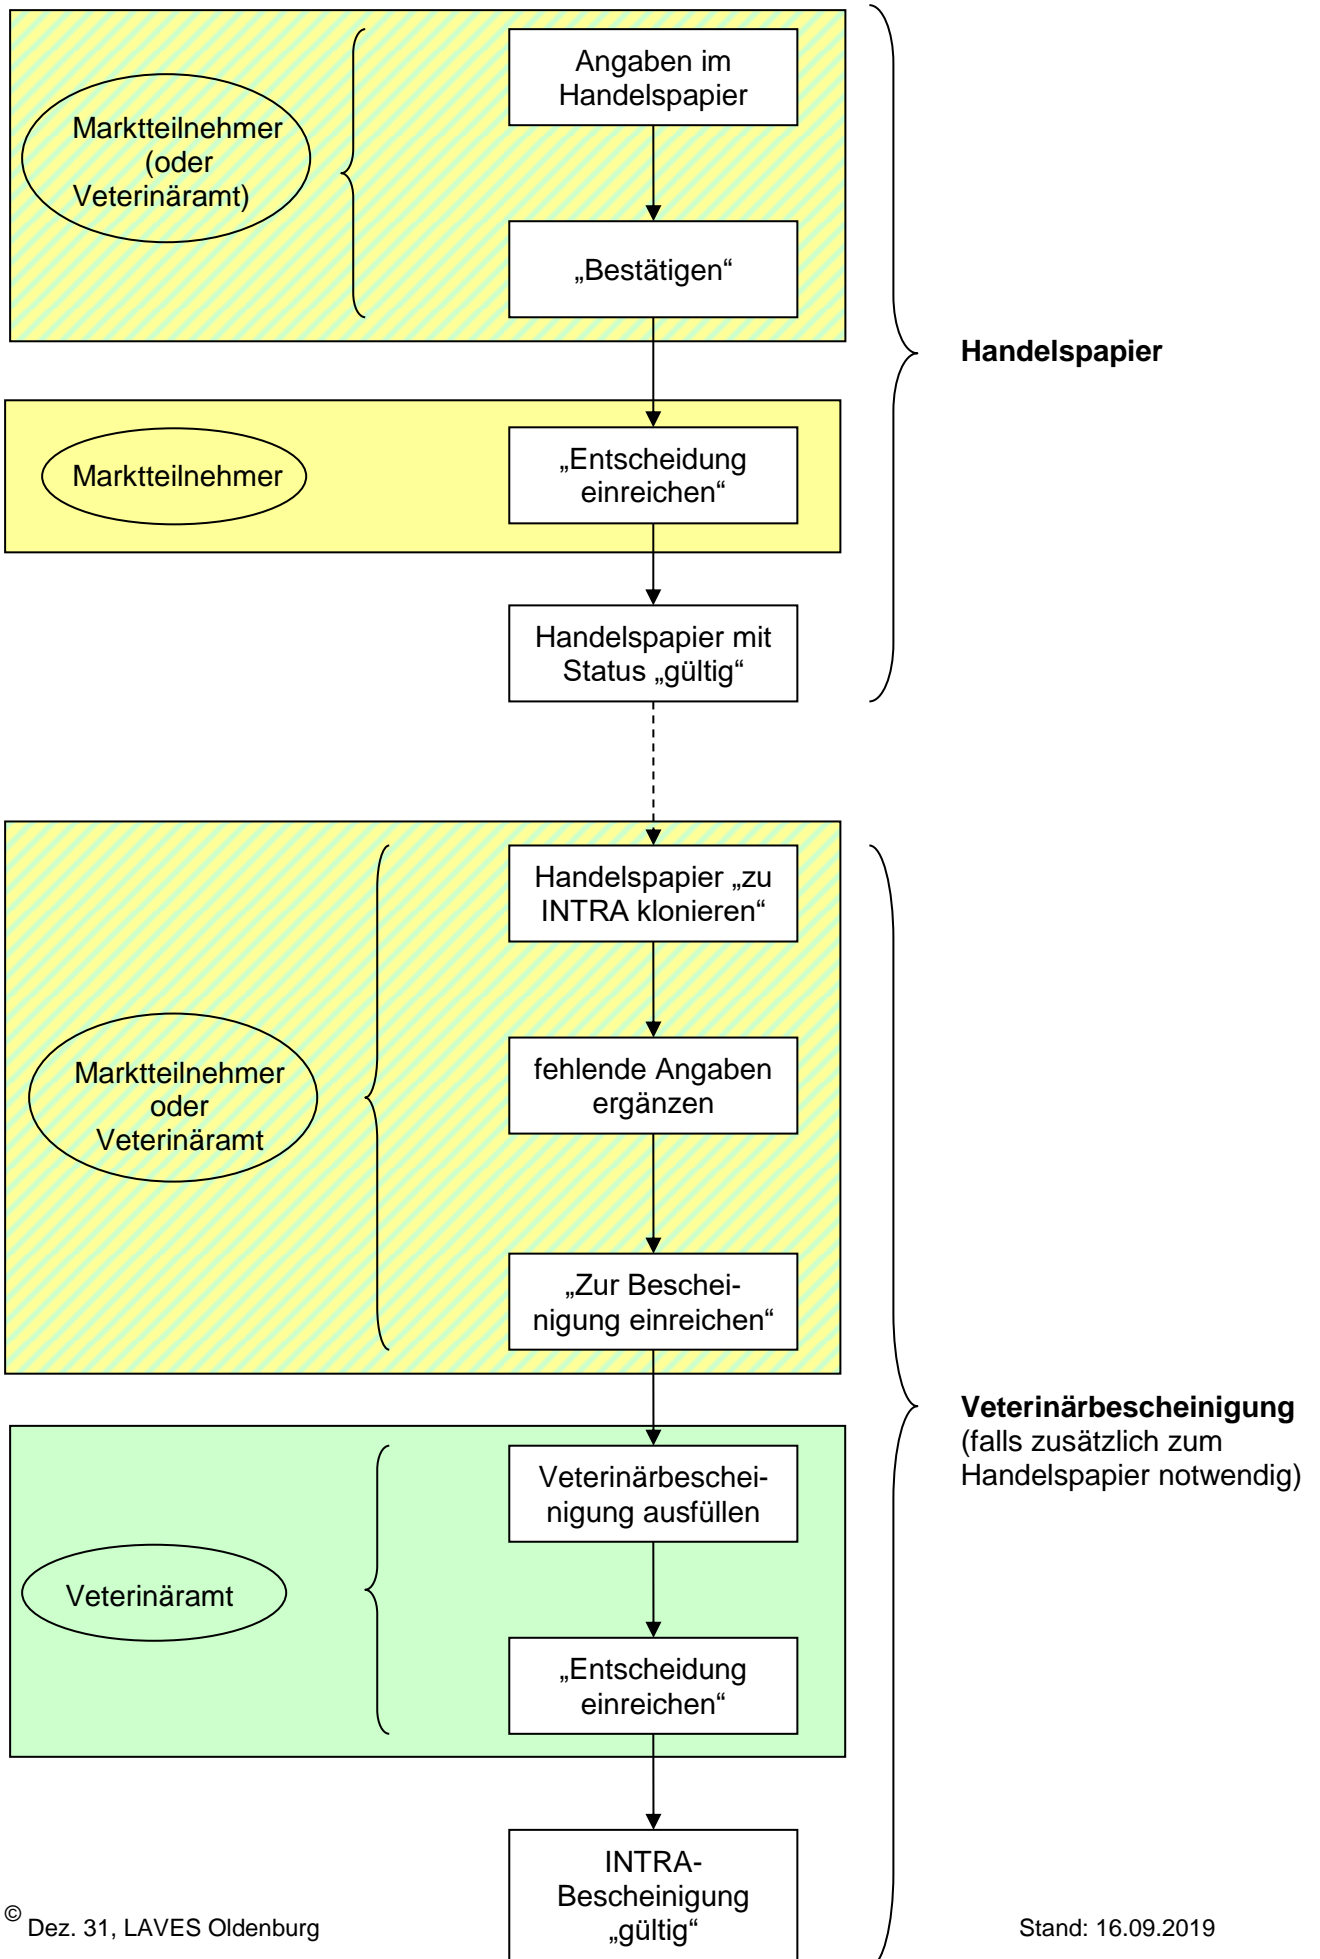 Angaben im
Handelspapier
Marktteilnehmer
(oder
Veterinäramt)
„Bestätigen“
Handelspapier
Marktteilnehmer
„Entscheidung
einreichen“
Handelspapier mit
Status „gültig“
Handelspapier „zu
INTRA klonieren“
Marktteilnehmer
oder
Veterinäramt
fehlende Angaben
ergänzen
„Zur Beschei-
nigung einreichen“
Veterinärbescheinigung
(falls zusätzlich zum
Handelspapier notwendig)
Veterinärbeschei-
nigung ausfüllen
Veterinäramt
„Entscheidung
einreichen“
INTRA-
Bescheinigung
„gültig“
© Dez. 31, LAVES Oldenburg
Stand: 16.09.2019